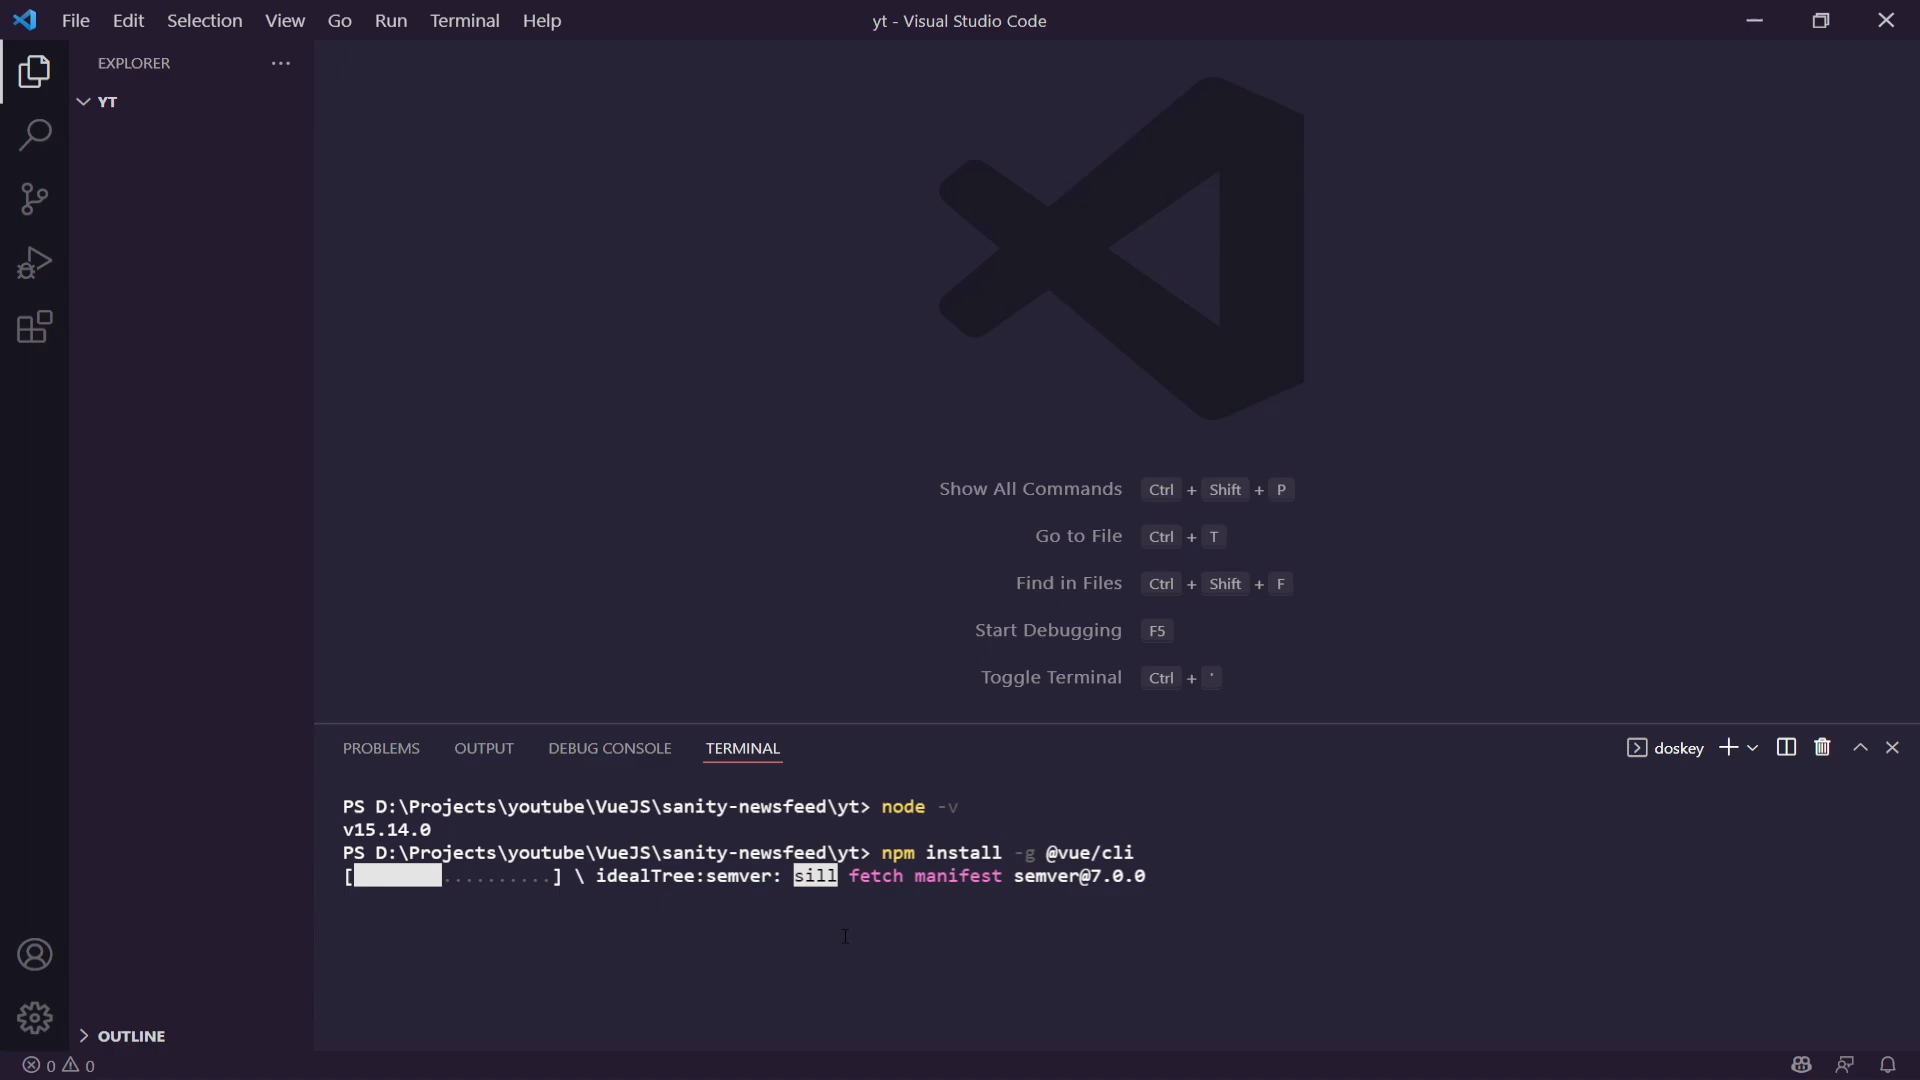 File Edit Selection View Go Run Terminal Help
yt - Visual Studio Code
EXPLORER
YT
Show All Commands Ctrl + Shift + P
Go to File Ctrl + T
Find in Files Ctrl + Shift + F
Start Debugging F5
Toggle Terminal Ctrl + '
PROBLEMS OUTPUT DEBUG CONSOLE TERMINAL
doskey
PS D:\Projects\youtube\VueJS\sanity-newsfeed\yt> node -v
v15.14.0
PS D:\Projects\youtube\VueJS\sanity-newsfeed\yt> npm install -g @vue/cli
[ ..........] \ idealTree:semver: sill fetch manifest semver@7.0.0
OUTLINE
0 0